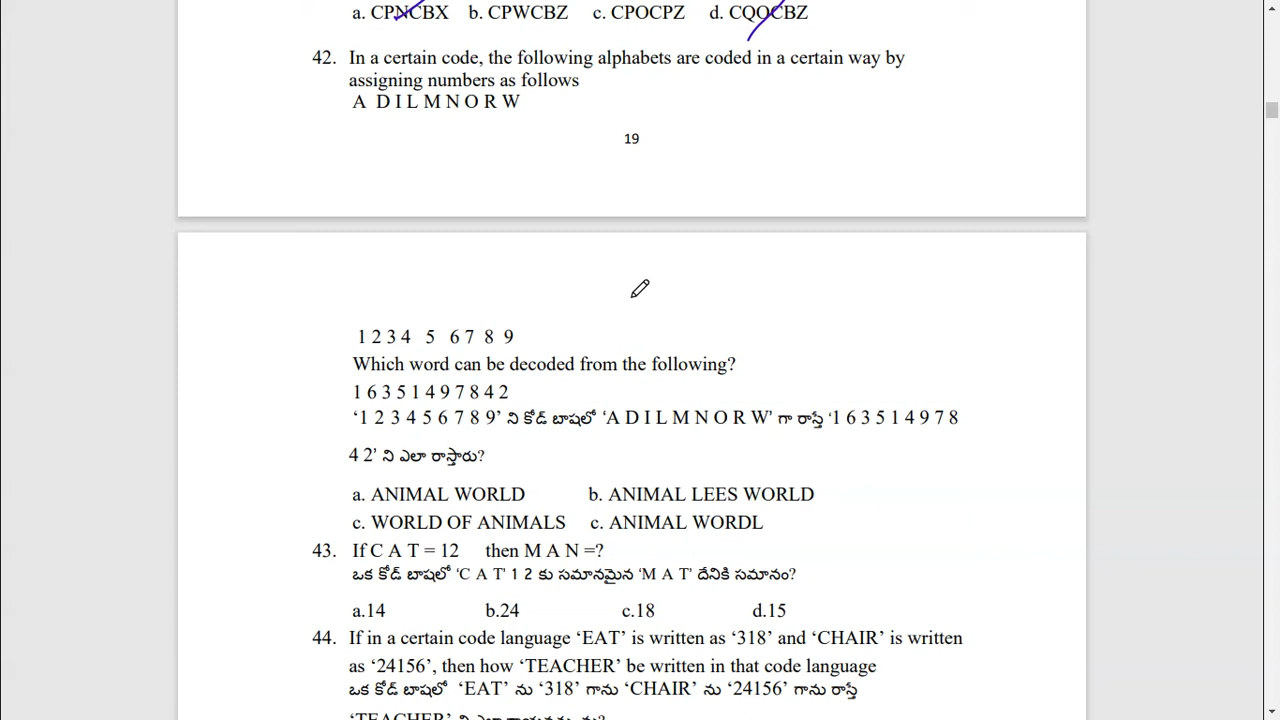 a. CPNCBX b. CPWCBZ c. CPOCPZ d. CQOCBZ
42. In a certain code, the following alphabets are coded in a certain way by
assigning numbers as follows
A D I L M N O R W
19
1 2 3 4 5 6 7 8 9
Which word can be decoded from the following?
1 6 3 5 1 4 9 7 8 4 2
‘1 2 3 4 5 6 7 8 9’ ని కోడ్ బాషలో ‘A D I L M N O R W’ గా రాస్తే ‘1 6 3 5 1 4 9 7 8
4 2’ ని ఎలా రాస్తారు?
a. ANIMAL WORLD b. ANIMAL LEES WORLD
c. WORLD OF ANIMALS c. ANIMAL WORDL
43. If C A T = 12 then M A N =?
ఒక కోడ్ బాషలో ‘C A T’ 1 2 కు సమానమైన ‘M A T’ దేనికి సమానం?
a.14 b.24 c.18 d.15
44. If in a certain code language ‘EAT’ is written as ‘318’ and ‘CHAIR’ is written
as ‘24156’, then how ‘TEACHER’ be written in that code language
ఒక కోడ్ బాషలో ‘EAT’ ను ‘318’ గాను ‘CHAIR’ ను ‘24156’ గాను రాస్తే
‘TEACHER’ ని ఎలా